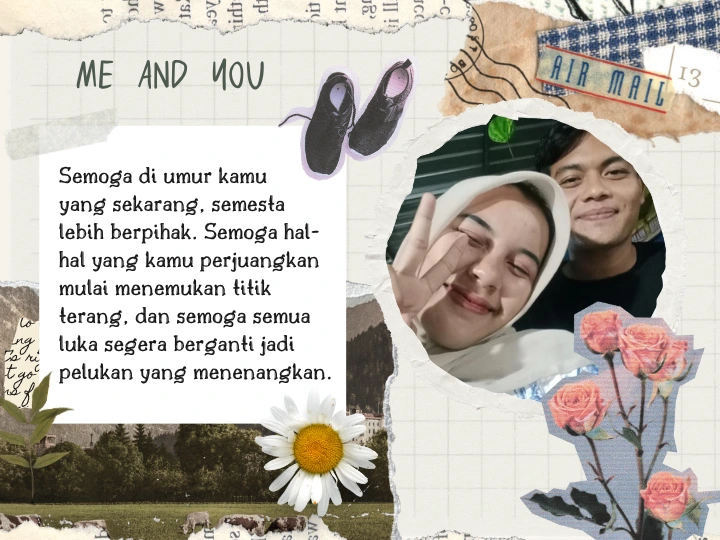 ME AND YOU
AIR MAIL
13
Semoga di umur kamu
yang sekarang, semesta
lebih berpihak. Semoga hal-
hal yang kamu perjuangkan
mulai menemukan titik
terang, dan semoga semua
luka segera berganti jadi
pelukan yang menenangkan.